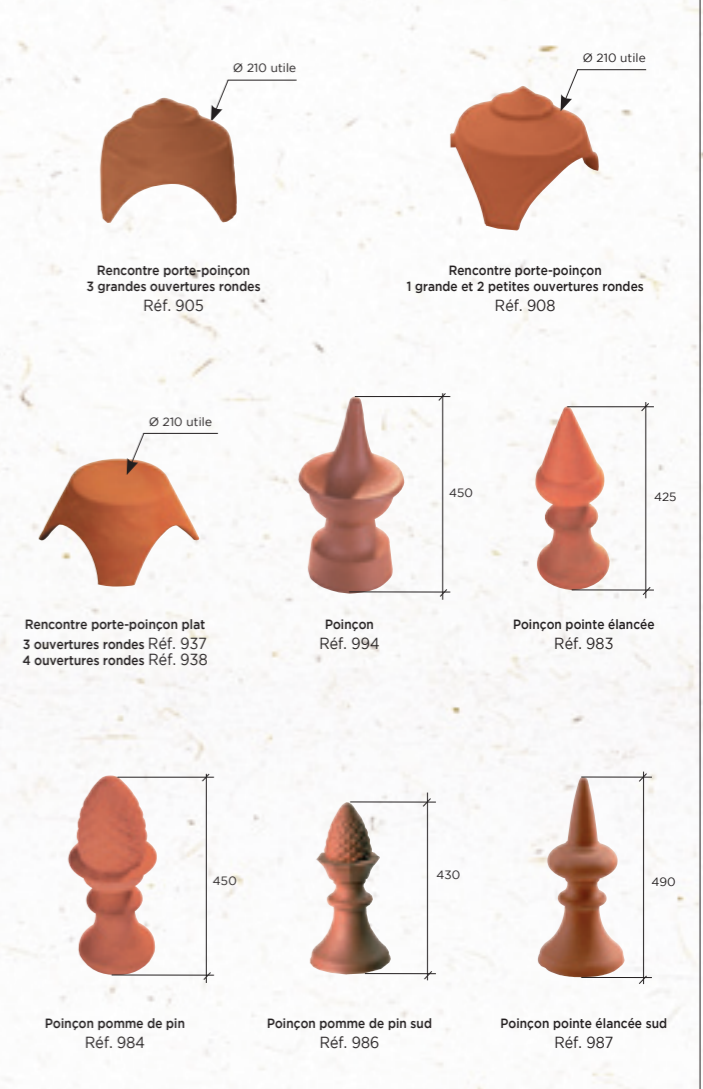 Ø 210 utile
Ø 210 utile
Rencontre porte-poinçon
3 grandes ouvertures rondes
Réf. 905
Rencontre porte-poinçon
1 grande et 2 petites ouvertures rondes
Réf. 908
Ø 210 utile
450
425
Rencontre porte-poinçon plat
3 ouvertures rondes Réf. 937
4 ouvertures rondes Réf. 938
Poinçon
Réf. 994
Poinçon pointe élancée
Réf. 983
450
430
490
Poinçon pomme de pin
Réf. 984
Poinçon pomme de pin sud
Réf. 986
Poinçon pointe élancée sud
Réf. 987